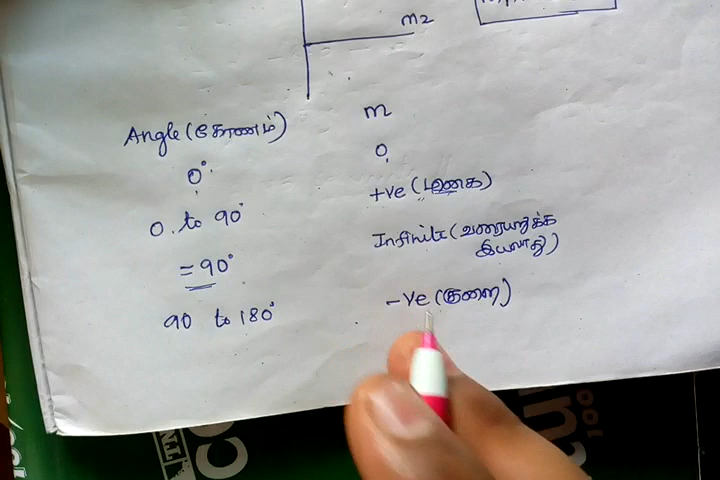 m2
Angle (கோணம்)
m
0°
0
0 to 90°
+ve (மிகை)
= 90°
Infinite (வரையறுக்க
இயலாது)
90 to 180°
-ve (குறை)